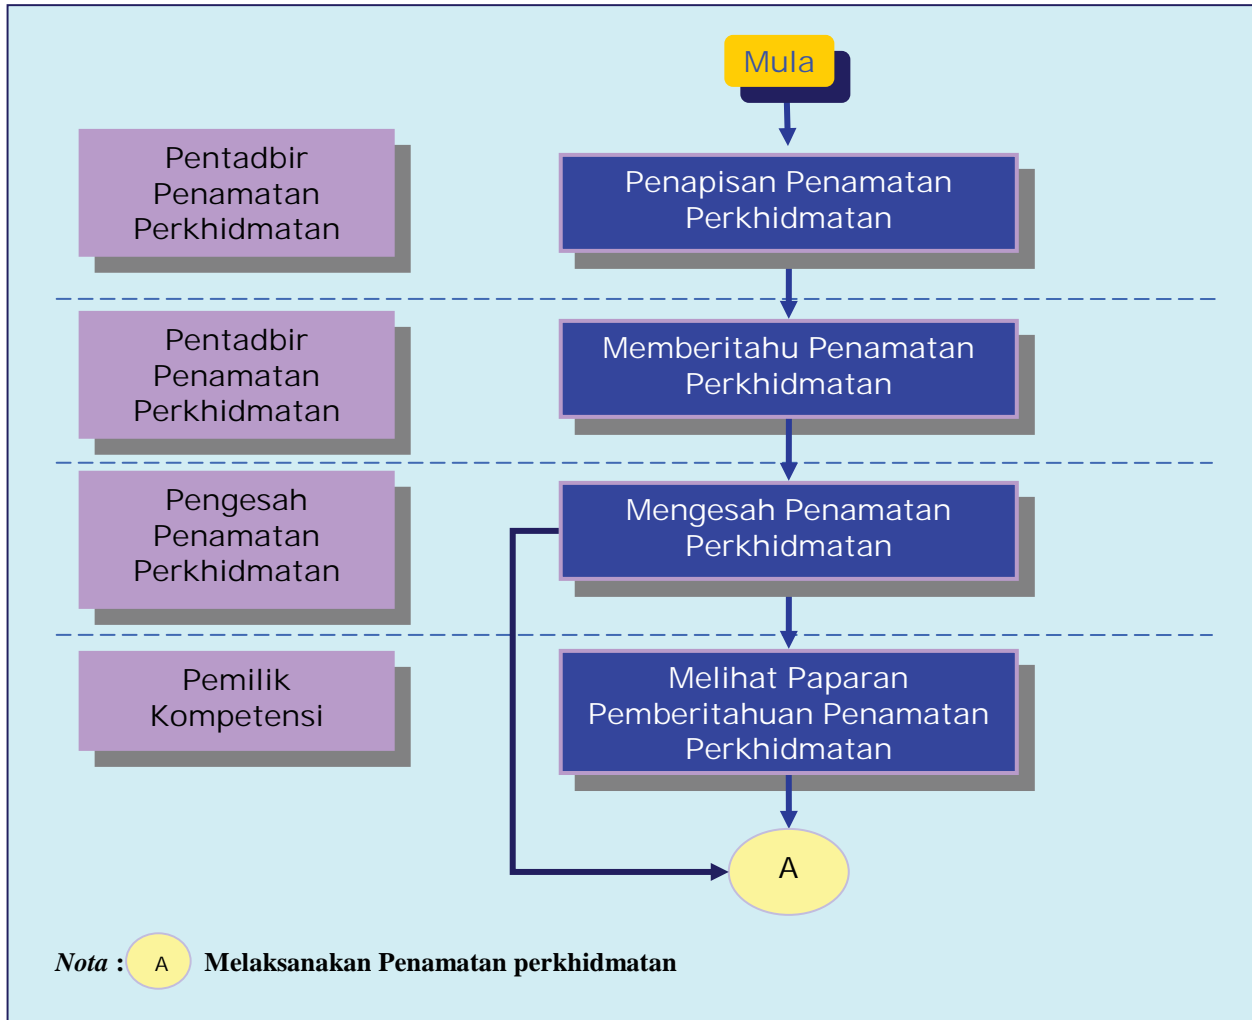 Mula
Pentadbir
Penamatan
Perkhidmatan
Penapisan Penamatan
Perkhidmatan
Pentadbir
Penamatan
Perkhidmatan
Memberitahu Penamatan
Perkhidmatan
Pengesah
Penamatan
Perkhidmatan
Mengesah Penamatan
Perkhidmatan
Pemilik
Kompetensi
Melihat Paparan
Pemberitahuan Penamatan
Perkhidmatan
A
Nota : A Melaksanakan Penamatan perkhidmatan